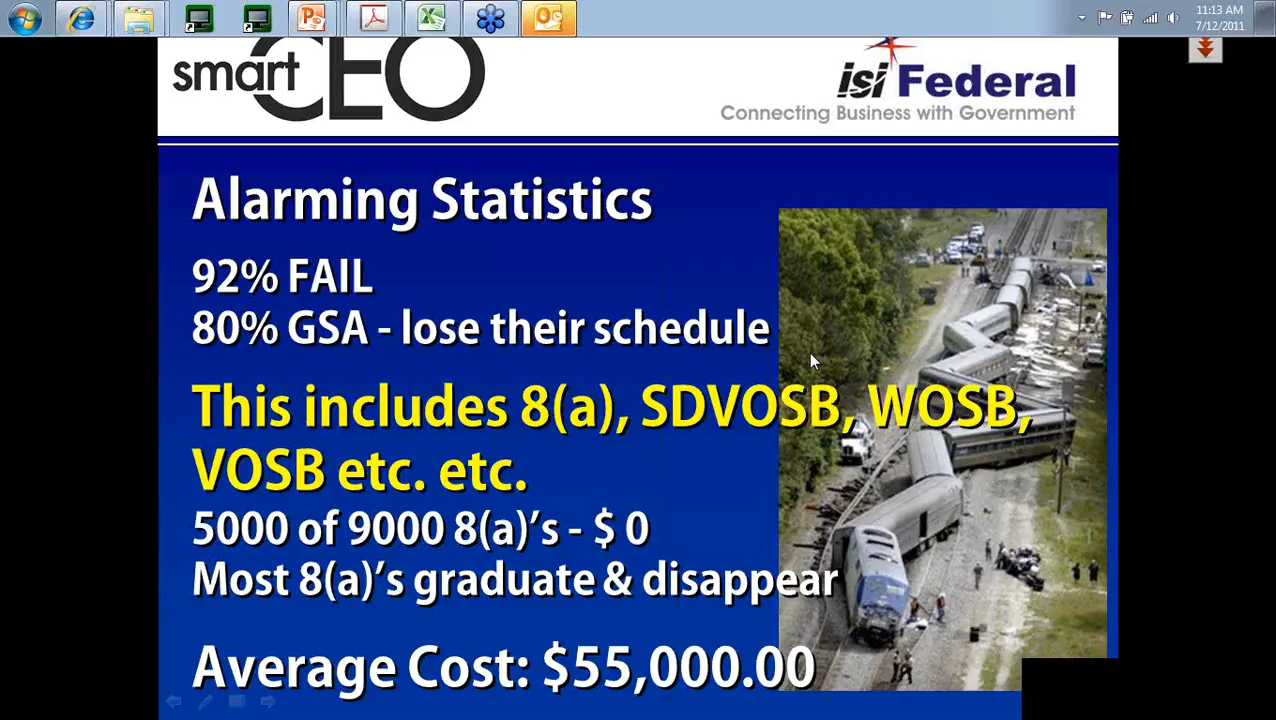 11:13 AM
7/12/2011
smart CEO
isi Federal
Connecting Business with Government
Alarming Statistics
92% FAIL
80% GSA - lose their schedule
This includes 8(a), SDVOSB, WOSB,
VOSB etc. etc.
5000 of 9000 8(a)’s - $ 0
Most 8(a)’s graduate & disappear
Average Cost: $55,000.00